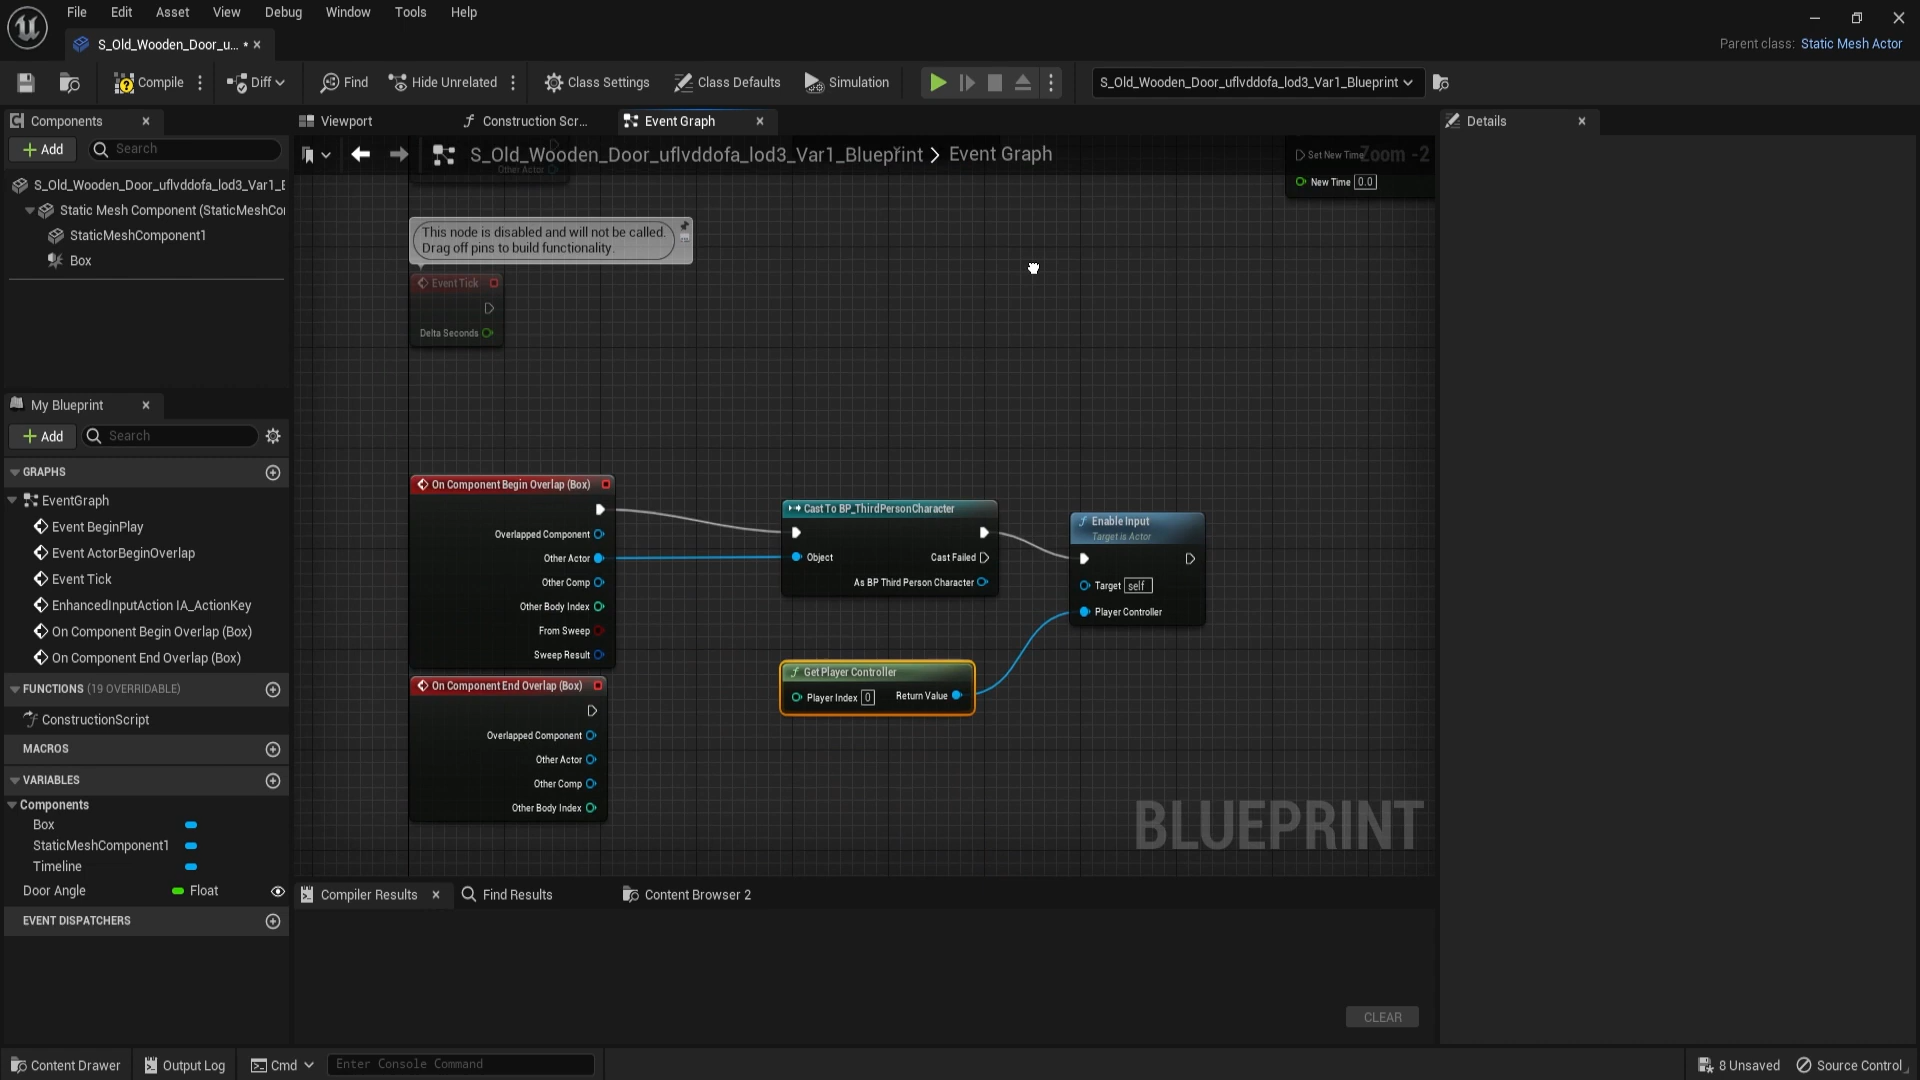 File Edit Asset View Debug Window Tools Help
S_Old_Wooden_Door_u... •
Parent class: Static Mesh Actor
Compile Diff Find Hide Unrelated Class Settings Class Defaults Simulation S_Old_Wooden_Door_uflvddofa_lod3_Var1_Blueprint
Components
Add Search
S_Old_Wooden_Door_uflvddofa_lod3_Var1_E
Static Mesh Component (StaticMeshCor
StaticMeshComponent1
Box
My Blueprint
Add Search
GRAPHS
EventGraph
Event BeginPlay
Event ActorBeginOverlap
Event Tick
EnhancedInputAction IA_ActionKey
On Component Begin Overlap (Box)
On Component End Overlap (Box)
FUNCTIONS (19 OVERRIDABLE)
ConstructionScript
MACROS
VARIABLES
Components
Box
StaticMeshComponent1
Timeline
Door Angle Float
EVENT DISPATCHERS
Viewport Construction Scr... Event Graph
S_Old_Wooden_Door_uflvddofa_lod3_Var1_Blueprint > Event Graph
Zoom -2
Other Actor
Set New Time
New Time 0.0
This node is disabled and will not be called.
Drag off pins to build functionality.
Event Tick
Delta Seconds
On Component Begin Overlap (Box)
Overlapped Component
Other Actor
Other Comp
Other Body Index
From Sweep
Sweep Result
On Component End Overlap (Box)
Overlapped Component
Other Actor
Other Comp
Other Body Index
Cast To BP_ThirdPersonCharacter
Object Cast Failed
As BP Third Person Character
Get Player Controller
Player Index 0 Return Value
Enable Input
Target is Actor
Target self
Player Controller
BLUEPRINT
Compiler Results Find Results Content Browser 2
CLEAR
Details
Content Drawer Output Log Cmd Enter Console Command 8 Unsaved Source Control